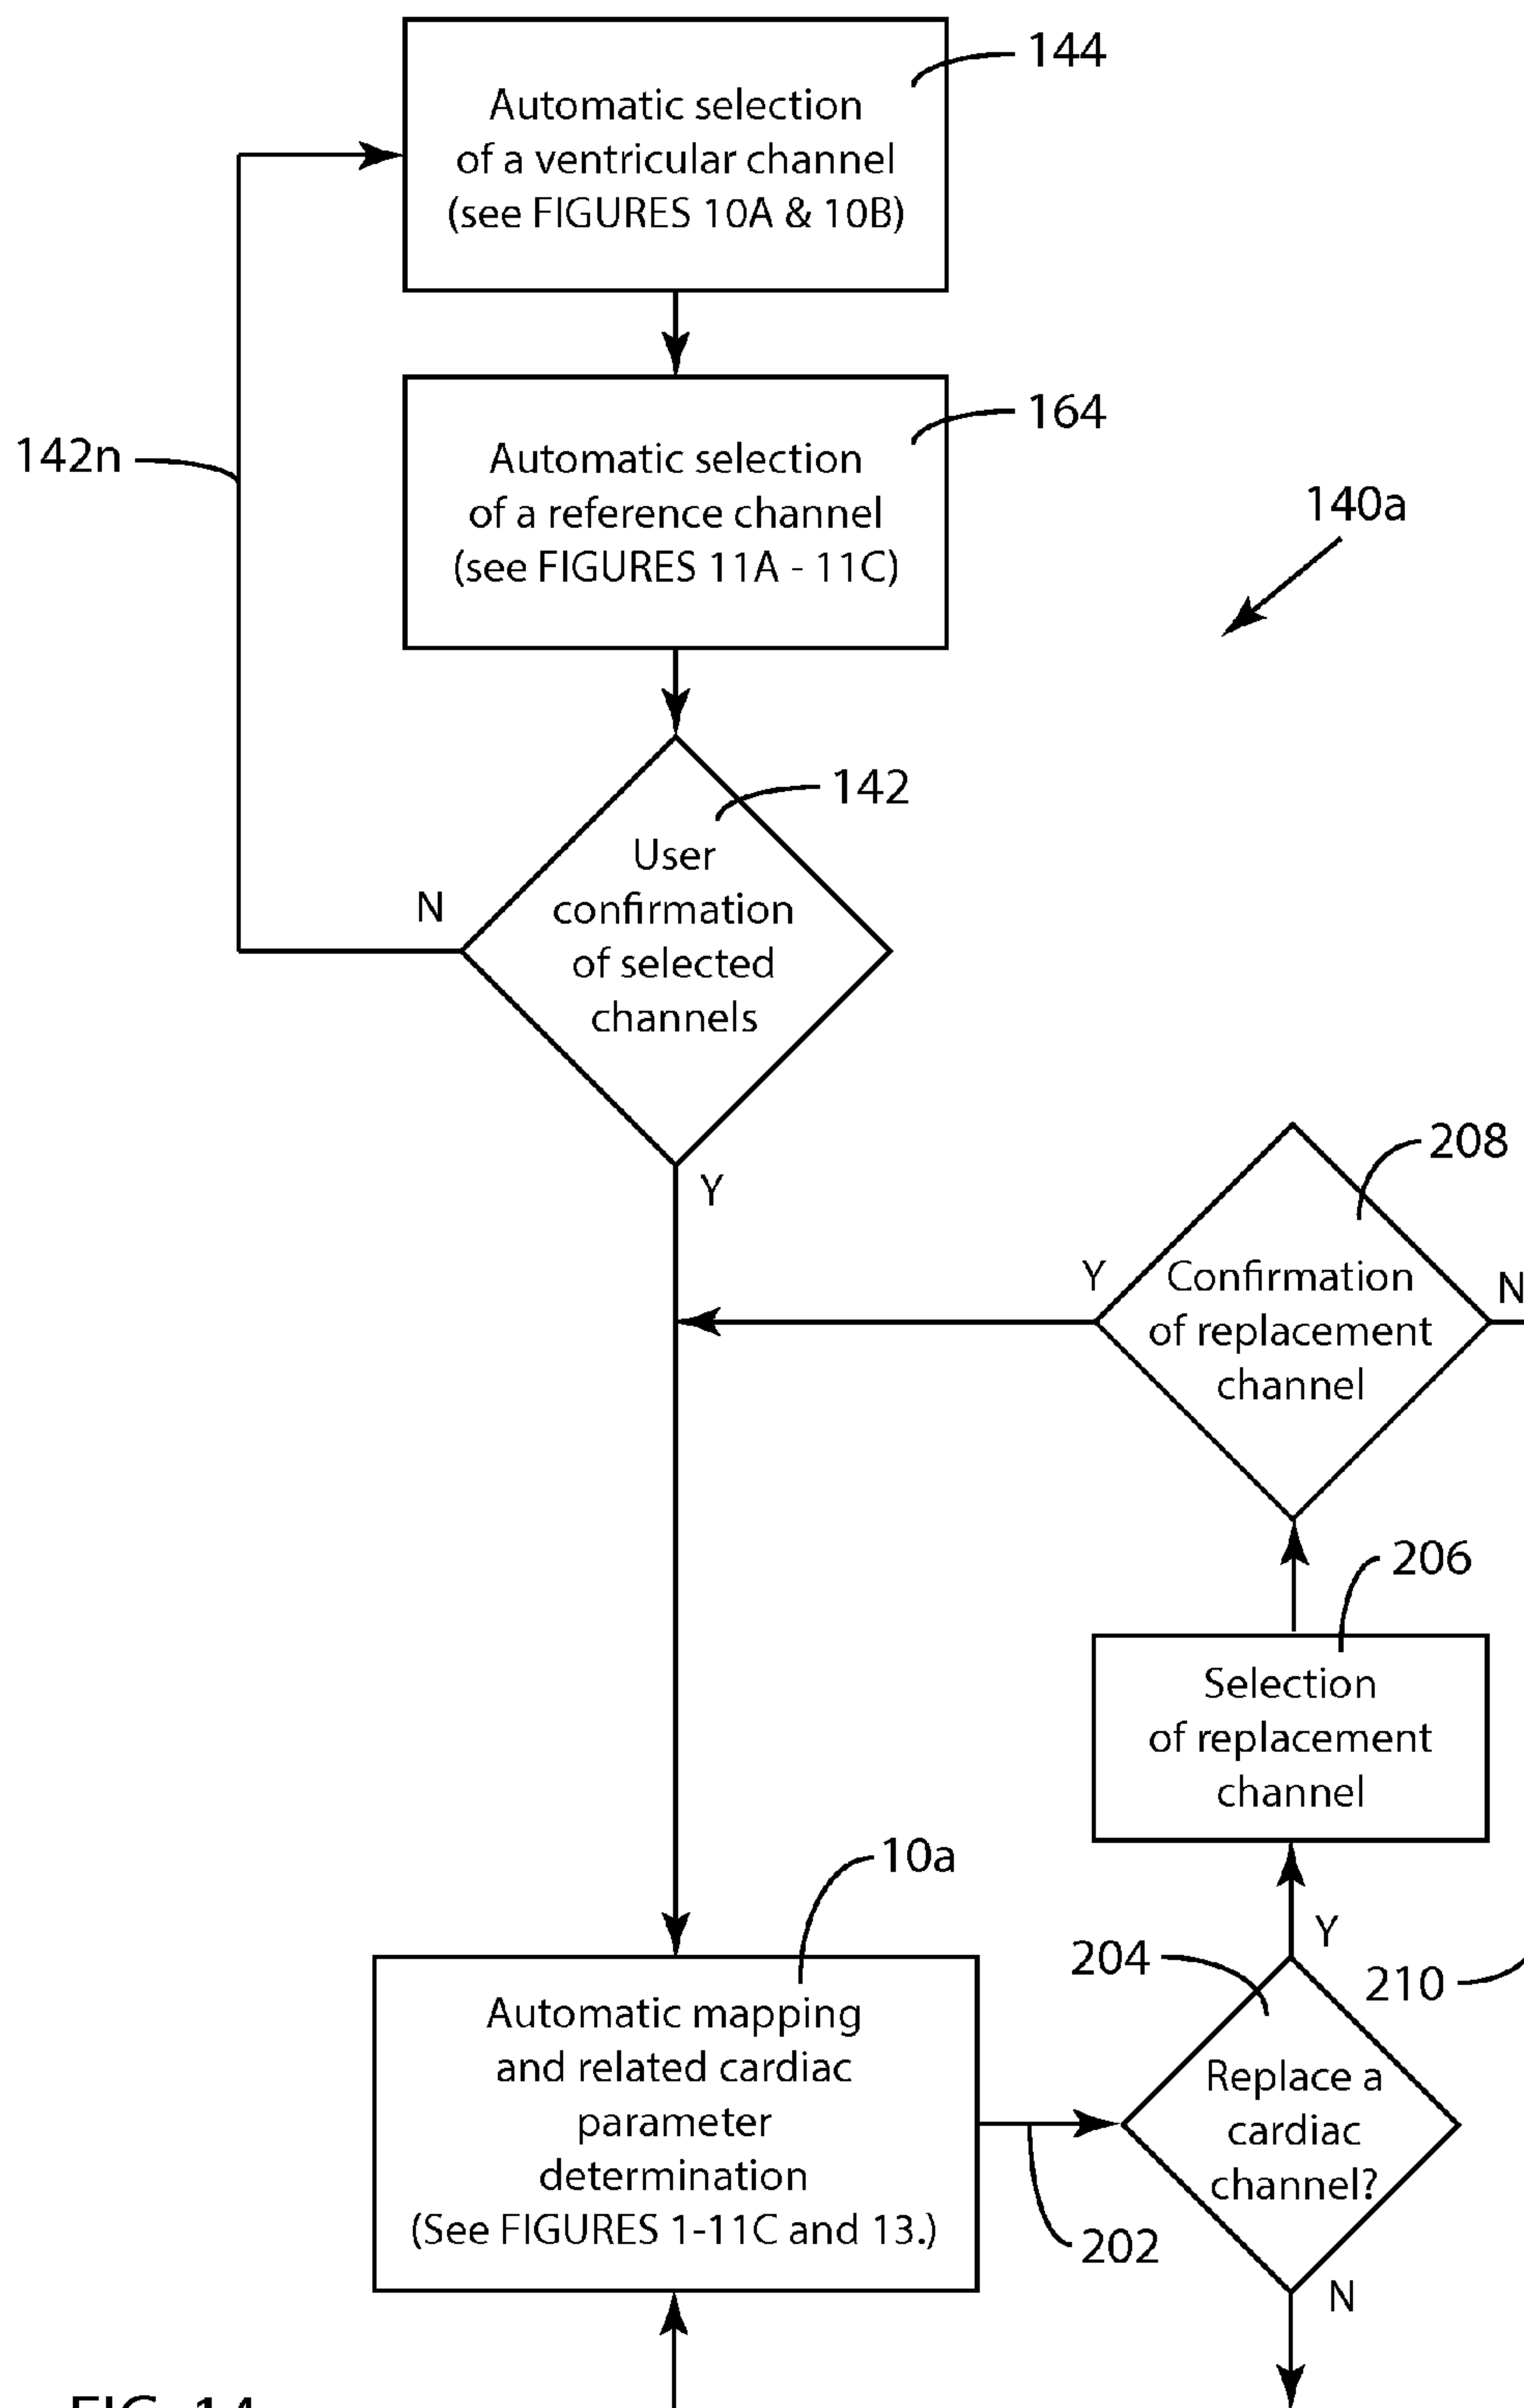 144
Automatic selection
of a ventricular channel
(see FIGURES 10A & 10B)
164
Automatic selection
of a reference channel
(see FIGURES 11A - 11C)
142n
140a
142
User
confirmation
of selected
channels
N
Y
208
Confirmation
of replacement
channel
Y
N
206
Selection
of replacement
channel
10a
Automatic mapping
and related cardiac
parameter
determination
(See FIGURES 1-11C and 13.)
202
204
Y
210
Replace a
cardiac
channel?
N
FIG. 14